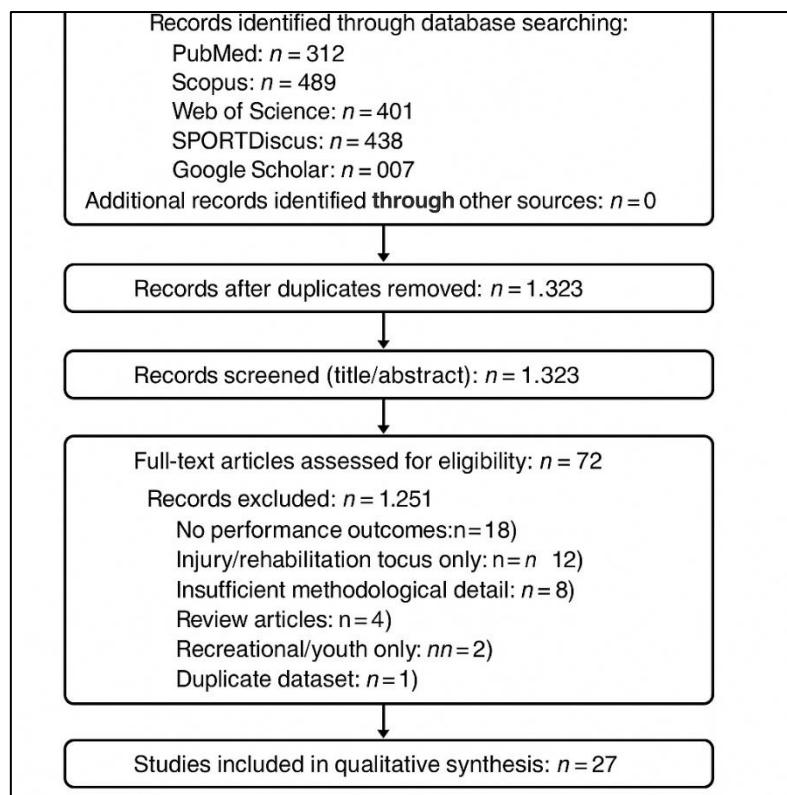 Records identified through database searching:
PubMed: n = 312
Scopus: n = 489
Web of Science: n = 401
SPORTDiscus: n = 438
Google Scholar: n = 007
Additional records identified through other sources: n = 0
Records after duplicates removed: n = 1.323
Records screened (title/abstract): n = 1.323
Full-text articles assessed for eligibility: n = 72
Records excluded: n = 1.251
No performance outcomes:n = 18)
Injury/rehabilitation tocus only: n = n 12)
Insufficient methodological detail: n = 8)
Review articles: n = 4)
Recreational/youth only: nn = 2)
Duplicate dataset: n = 1)
Studies included in qualitative synthesis: n = 27